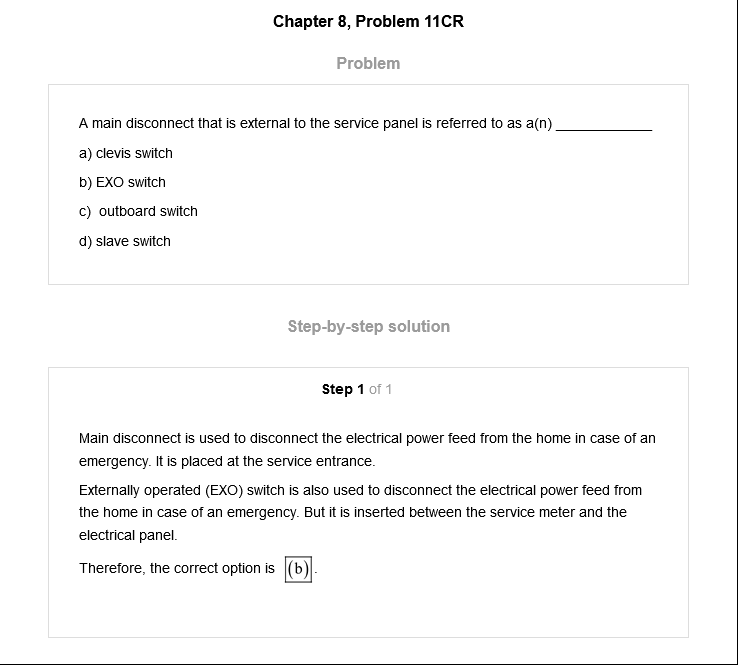 Chapter 8, Problem 11CR
Problem
A main disconnect that is external to the service panel is referred to as a(n) ____________
a) clevis switch
b) EXO switch
c) outboard switch
d) slave switch
Step-by-step solution
Step 1 of 1
Main disconnect is used to disconnect the electrical power feed from the home in case of an
emergency. It is placed at the service entrance.
Externally operated (EXO) switch is also used to disconnect the electrical power feed from
the home in case of an emergency. But it is inserted between the service meter and the
electrical panel.
Therefore, the correct option is (b).